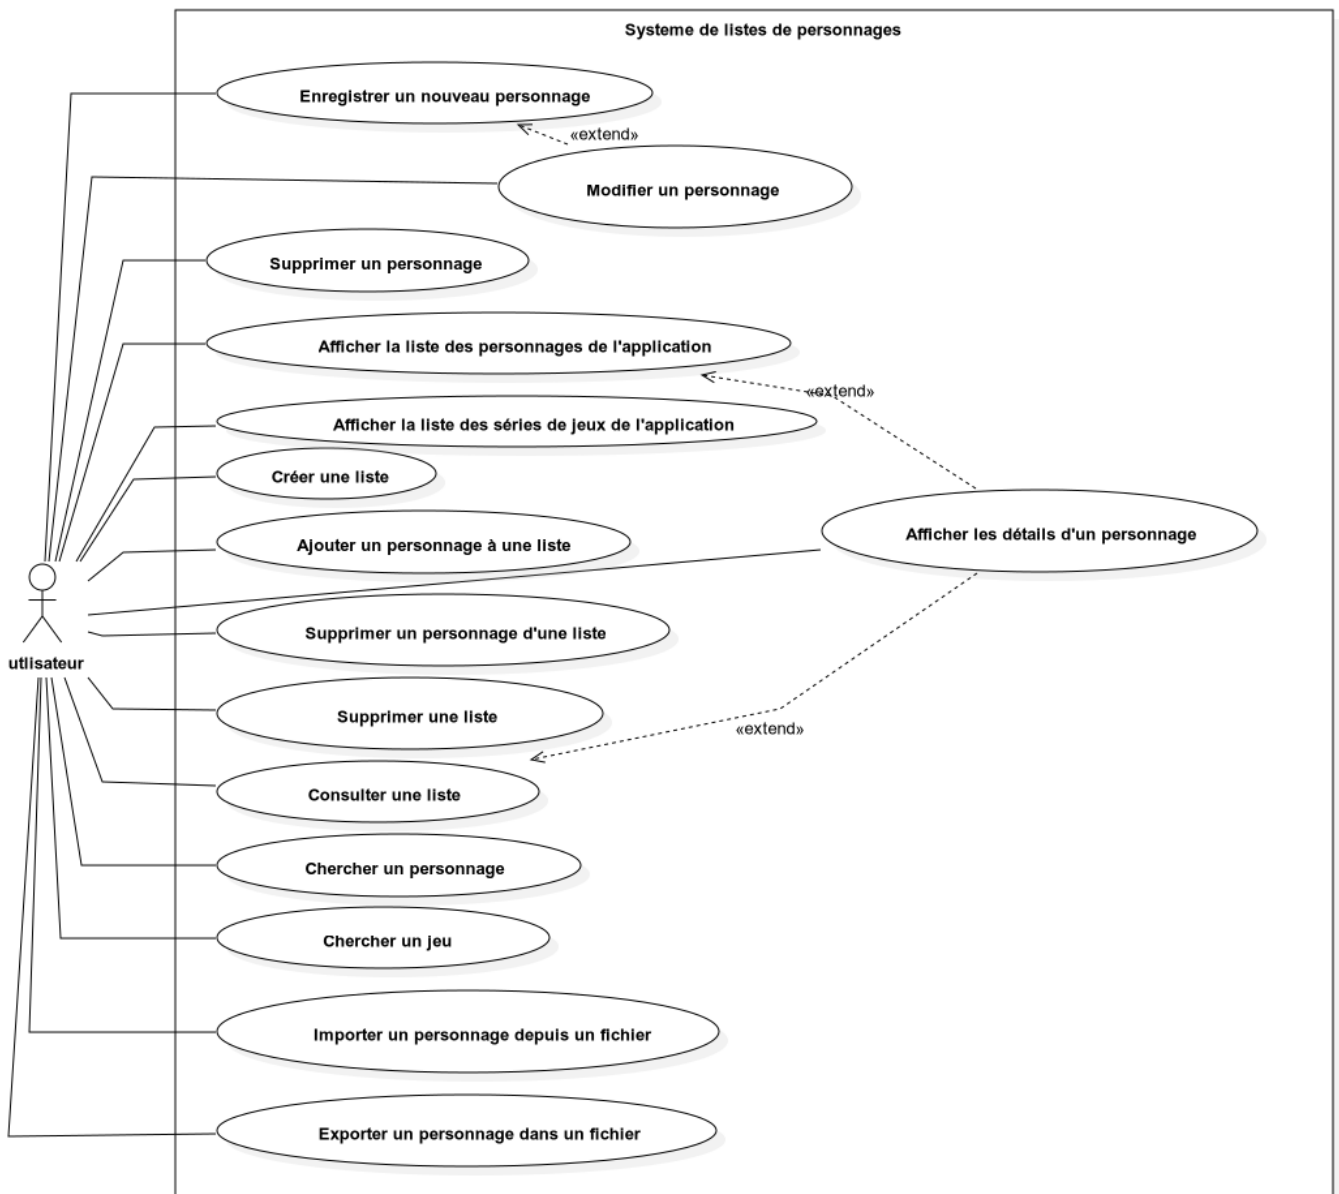 Systeme de listes de personnages
Enregistrer un nouveau personnage
«extend»
Modifier un personnage
Supprimer un personnage
Afficher la liste des personnages de l'application
«extend»
Afficher la liste des séries de jeux de l'application
Créer une liste
Afficher les détails d'un personnage
Ajouter un personnage à une liste
Supprimer un personnage d'une liste
utlisateur
Supprimer une liste
«extend»
Consulter une liste
Chercher un personnage
Chercher un jeu
Importer un personnage depuis un fichier
Exporter un personnage dans un fichier